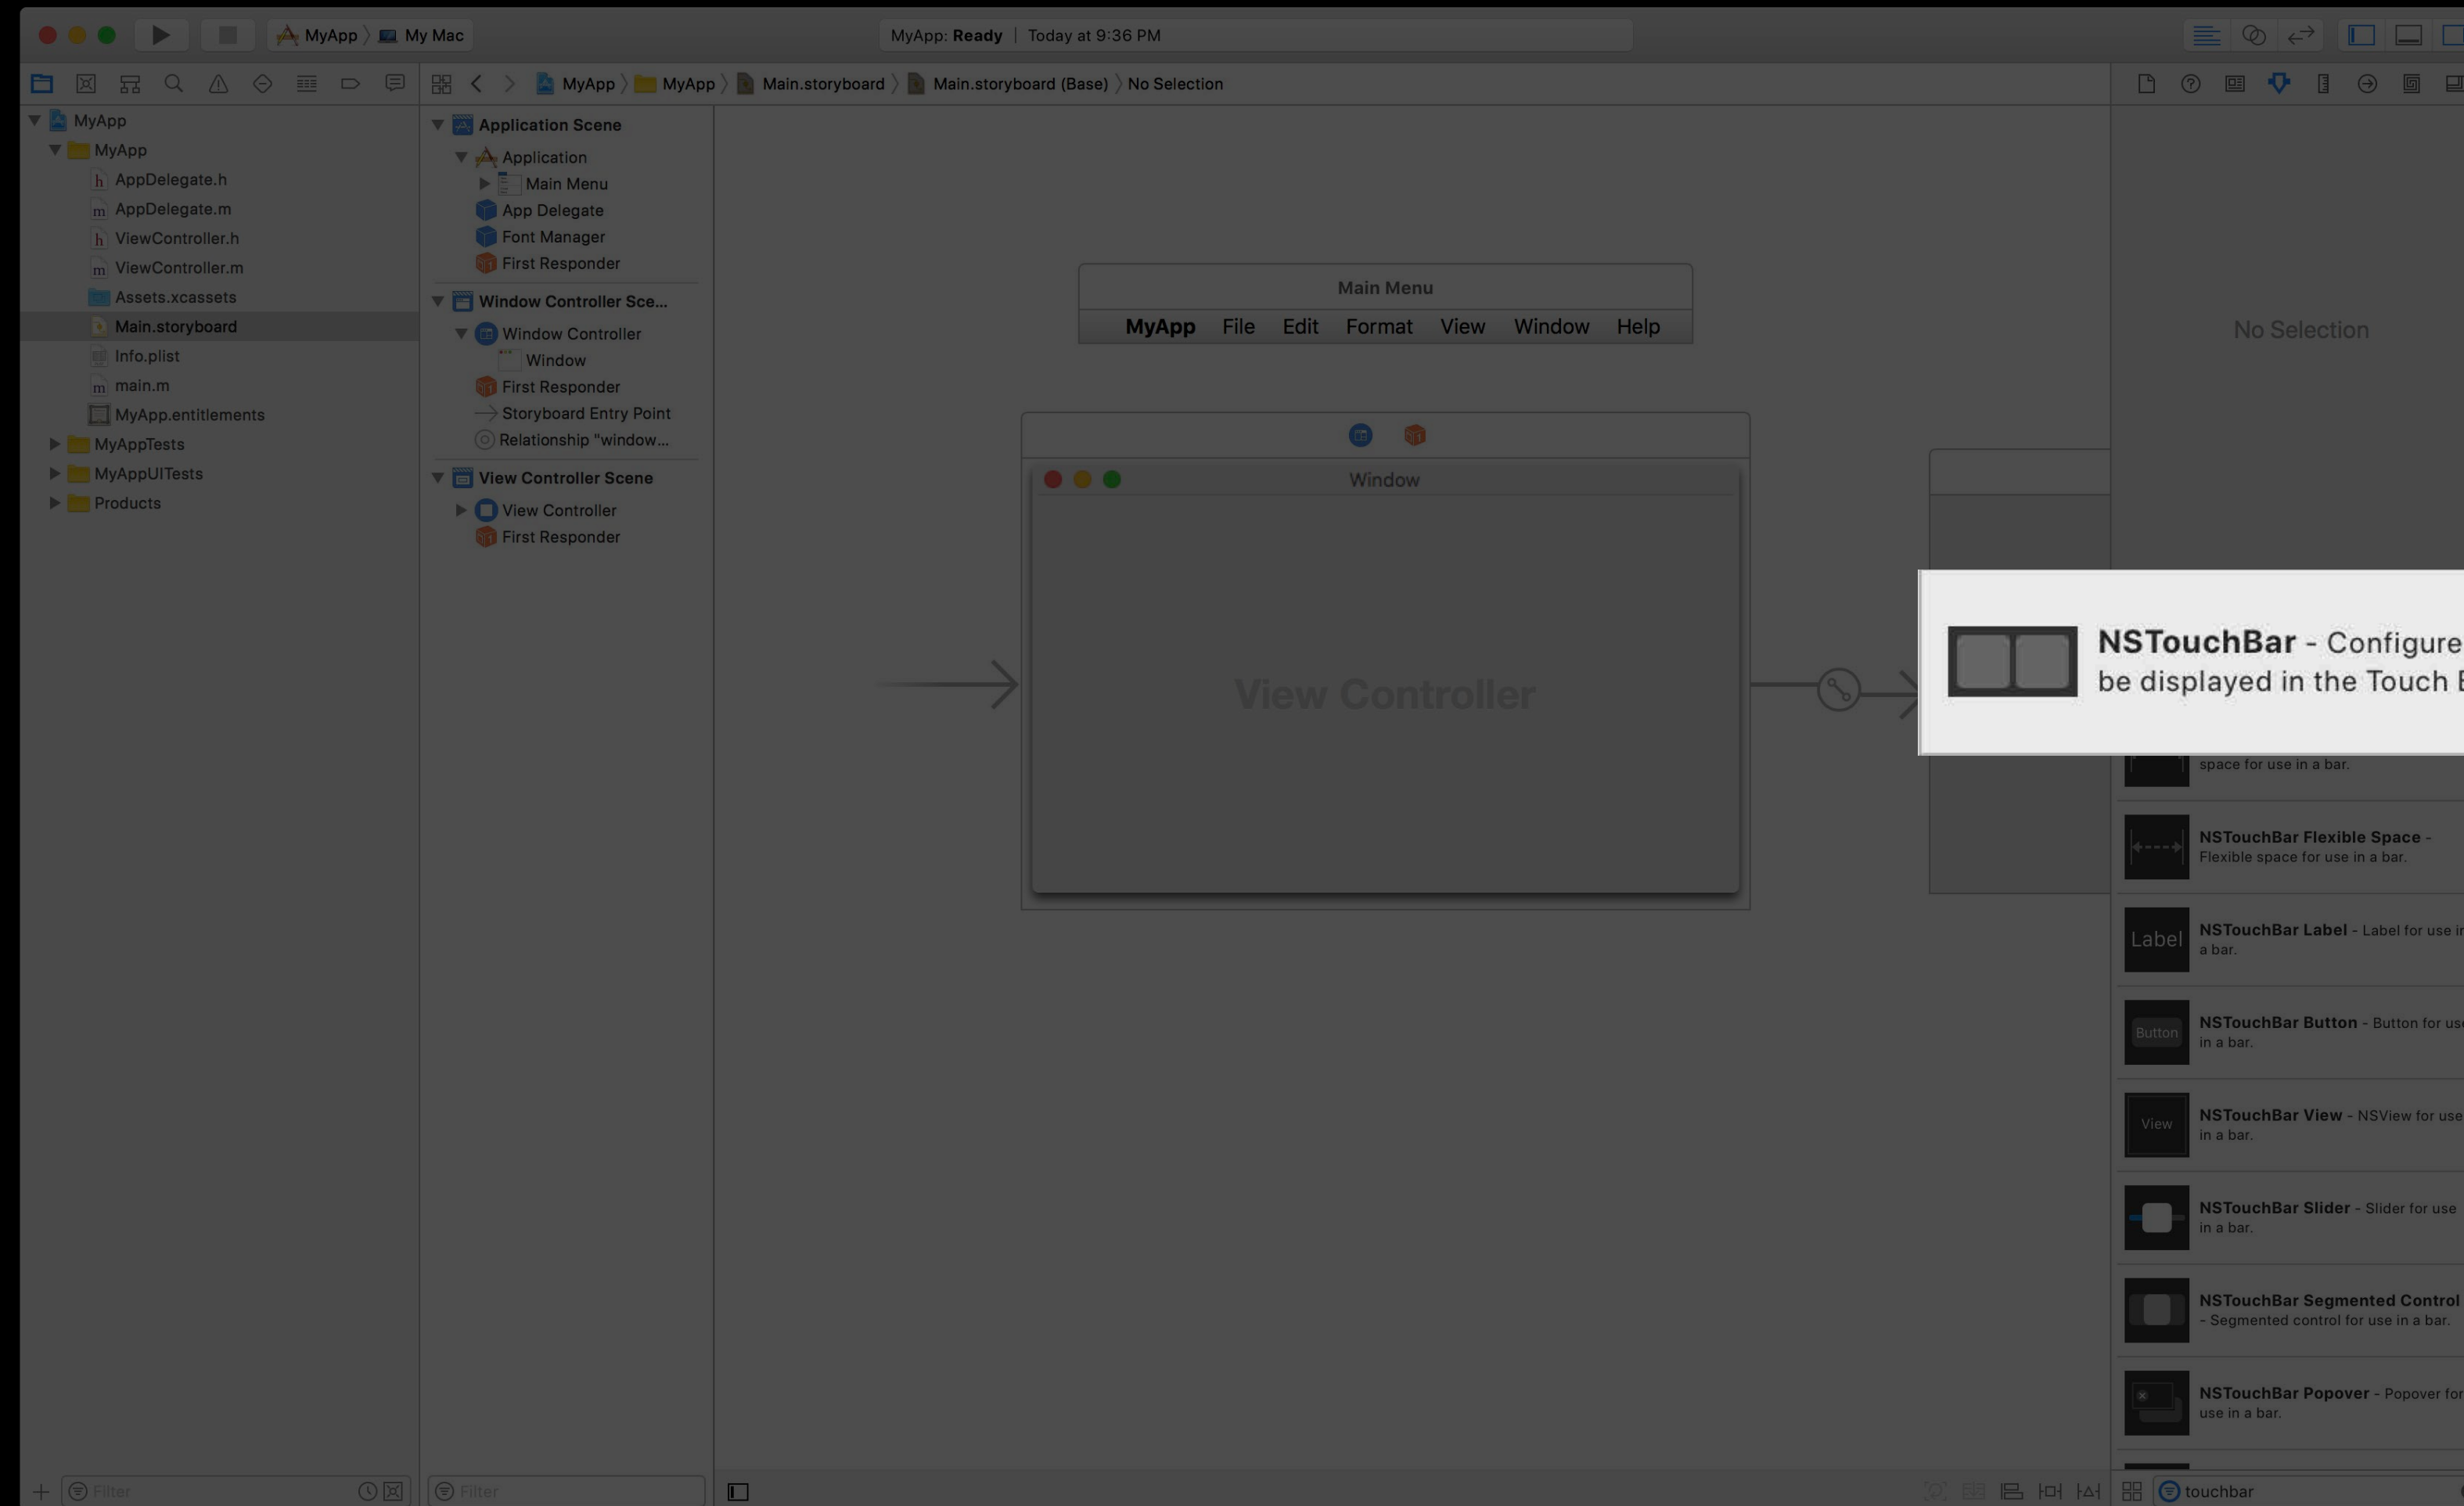 MyApp My Mac
MyApp: Ready | Today at 9:36 PM
MyApp MyApp Main.storyboard Main.storyboard (Base) No Selection
MyApp
MyApp
h AppDelegate.h
m AppDelegate.m
h ViewController.h
m ViewController.m
Assets.xcassets
Main.storyboard
Info.plist
m main.m
MyApp.entitlements
MyAppTests
MyAppUITests
Products
Filter
Application Scene
Application
Main Menu
App Delegate
Font Manager
First Responder
Window Controller Sce...
Window Controller
Window
First Responder
Storyboard Entry Point
Relationship "window...
View Controller Scene
View Controller
First Responder
Filter
Main Menu
MyApp File Edit Format View Window Help
Window
View Controller
No Selection
NSTouchBar - Configure
be displayed in the Touch
space for use in a bar.
NSTouchBar Flexible Space -
Flexible space for use in a bar.
Label
NSTouchBar Label - Label for use in
a bar.
Button
NSTouchBar Button - Button for use
in a bar.
View
NSTouchBar View - NSView for use
in a bar.
NSTouchBar Slider - Slider for use
in a bar.
NSTouchBar Segmented Control
- Segmented control for use in a bar.
NSTouchBar Popover - Popover for
use in a bar.
touchbar